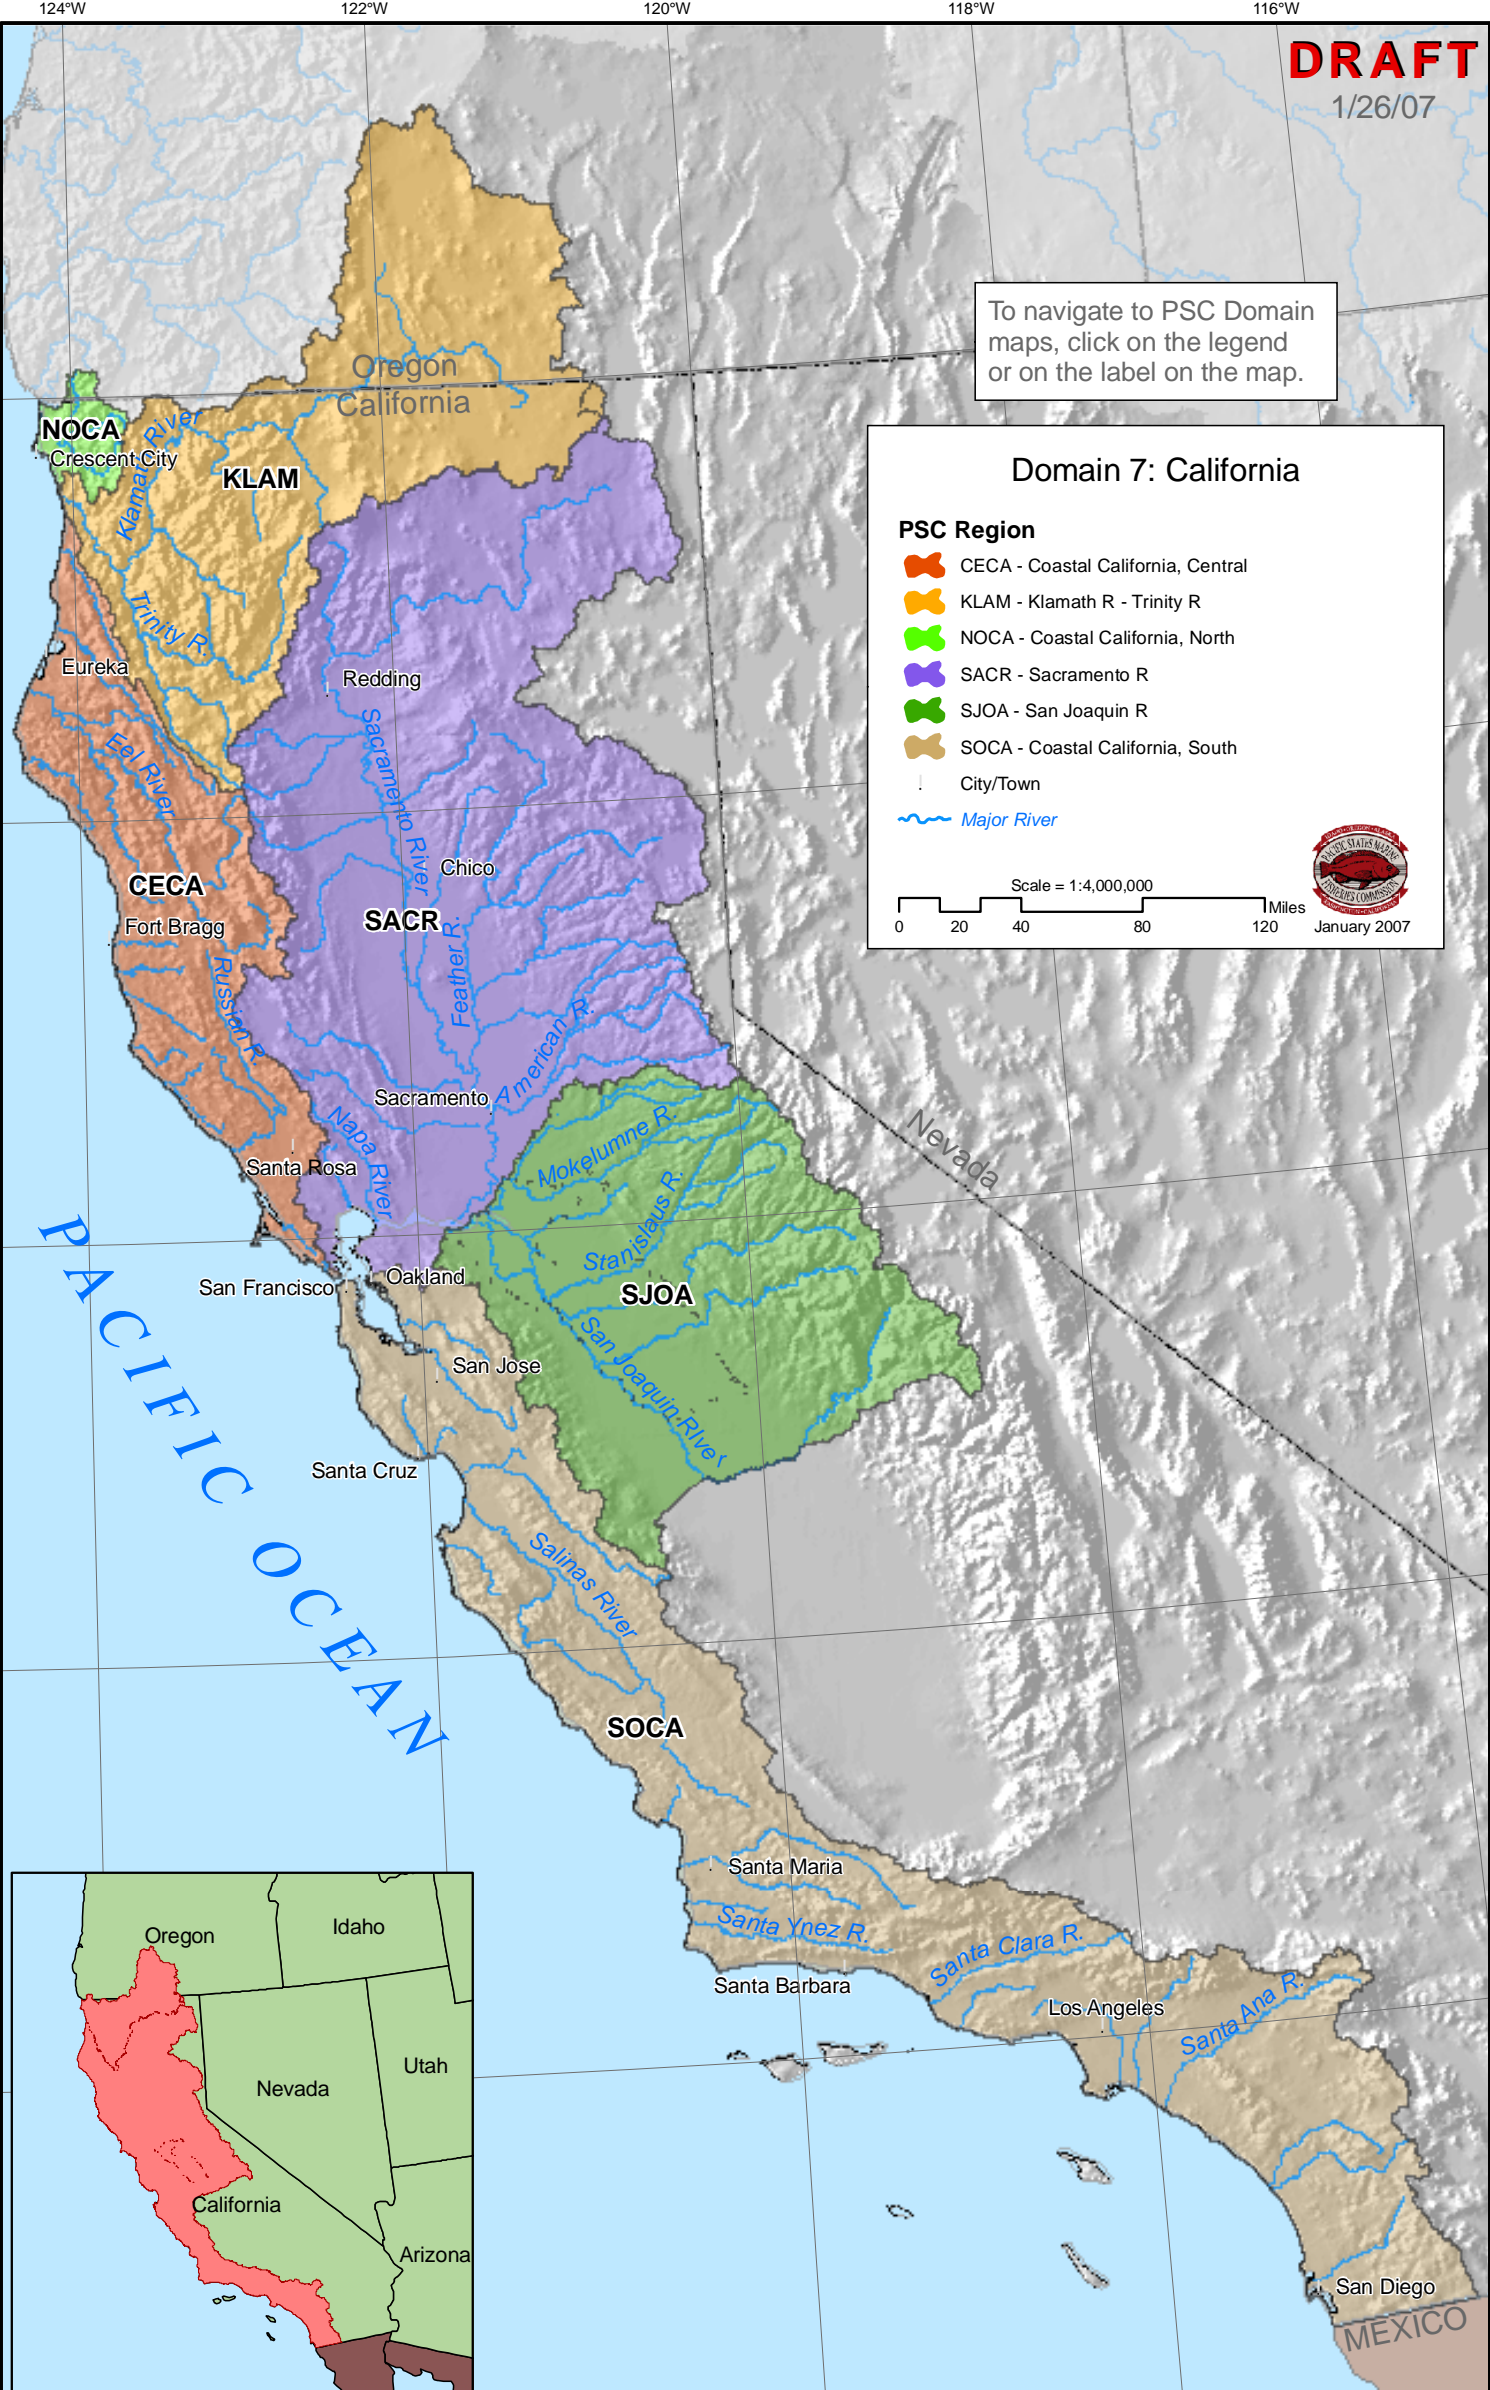 124°W
122°W
120°W
118°W
116°W
DRAFT
1/26/07
To navigate to PSC Domain
maps, click on the legend
or on the label on the map.
Oregon
California
NOCA
Crescent City
Klamath River
KLAM
Trinity R.
Eureka
Redding
Eel River
Sacramento River
Chico
CECA
SACR
Fort Bragg
Feather R.
Russian R.
American R.
Sacramento
Napa River
Mokelumne R.
Santa Rosa
Stanislaus R.
Nevada
San Francisco
Oakland
SJOA
San Joaquin RIver
San Jose
Santa Cruz
Salinas River
PACIFIC OCEAN
SOCA
Santa Maria
Santa Ynez R.
Santa Clara R.
Santa Barbara
Los Angeles
Santa Ana R.
San Diego
MEXICO
Domain 7: California
PSC Region
CECA - Coastal California, Central
KLAM - Klamath R - Trinity R
NOCA - Coastal California, North
SACR - Sacramento R
SJOA - San Joaquin R
SOCA - Coastal California, South
City/Town
Major River
Scale = 1:4,000,000
Miles
0 20 40 80 120
PACIFIC STATES MARINE
FISHERIES COMMISSION
January 2007
Oregon
Idaho
Nevada
Utah
California
Arizona